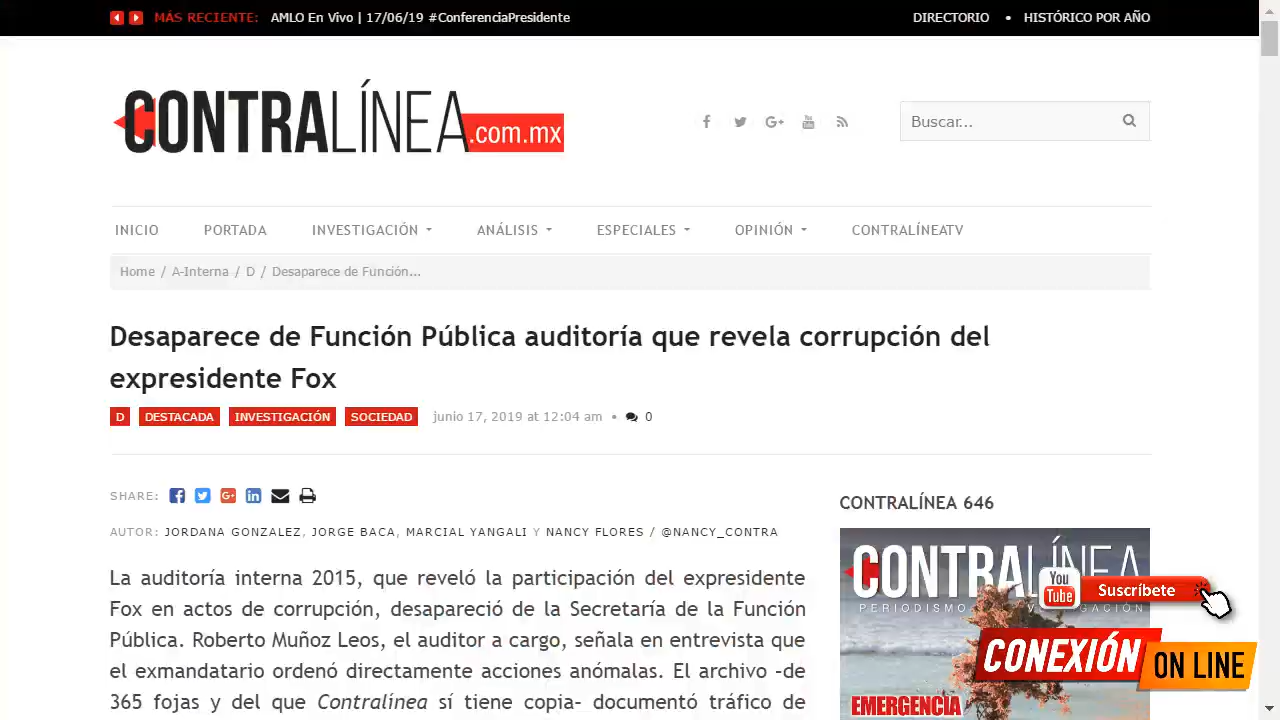 MÁS RECIENTE: AMLO En Vivo | 17/06/19 #ConferenciaPresidente
DIRECTORIO • HISTÓRICO POR AÑO
CONTRALÍNEA.com.mx
Buscar...
INICIO PORTADA INVESTIGACIÓN ANÁLISIS ESPECIALES OPINIÓN CONTRALÍNEATV
Home / A-Interna / D / Desaparece de Función...
Desaparece de Función Pública auditoría que revela corrupción del
expresidente Fox
D DESTACADA INVESTIGACIÓN SOCIEDAD junio 17, 2019 at 12:04 am • 0
SHARE:
AUTOR: JORDANA GONZALEZ, JORGE BACA, MARCIAL YANGALI Y NANCY FLORES / @NANCY_CONTRA
La auditoría interna 2015, que reveló la participación del expresidente
Fox en actos de corrupción, desapareció de la Secretaría de la Función
Pública. Roberto Muñoz Leos, el auditor a cargo, señala en entrevista que
el exmandatario ordenó directamente acciones anómalas. El archivo –de
365 fojas y del que Contralínea sí tiene copia– documentó tráfico de
CONTRALÍNEA 646
CONTRALÍNEA
PERIODISMO
You
Tube
Suscríbete
CONEXIÓN
ON LINE
EMERGENCIA